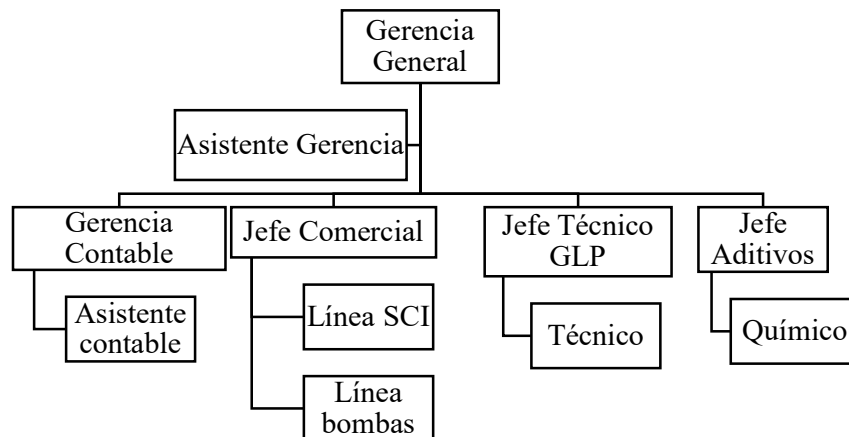 Gerencia
General
Asistente Gerencia
Gerencia
Contable
Jefe Comercial
Jefe Técnico
GLP
Jefe
Aditivos
Asistente
contable
Línea SCI
Técnico
Químico
Línea
bombas